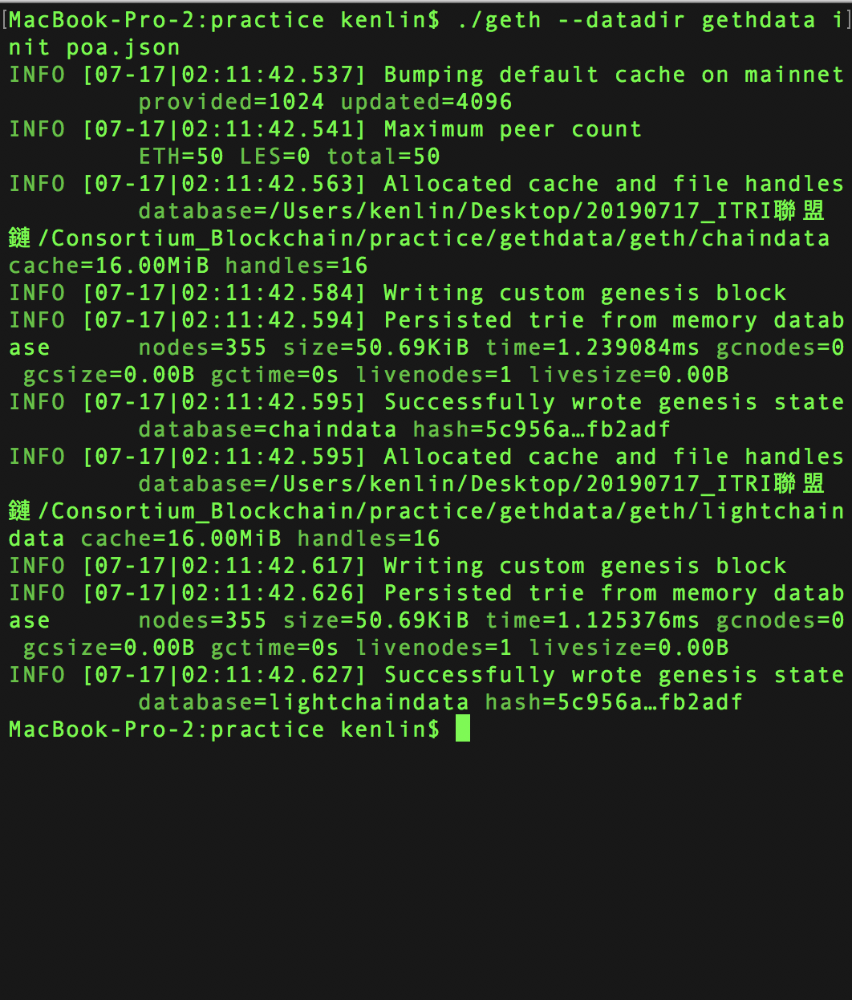 [MacBook-Pro-2:practice kenlin$ ./geth --datadir gethdata i]
nit poa.json
INFO [07-17|02:11:42.537] Bumping default cache on mainnet
provided=1024 updated=4096
INFO [07-17|02:11:42.541] Maximum peer count
ETH=50 LES=0 total=50
INFO [07-17|02:11:42.563] Allocated cache and file handles
database=/Users/kenlin/Desktop/20190717_ITRI聯盟
鏈/Consortium_Blockchain/practice/gethdata/geth/chaindata
cache=16.00MiB handles=16
INFO [07-17|02:11:42.584] Writing custom genesis block
INFO [07-17|02:11:42.594] Persisted trie from memory datab
ase nodes=355 size=50.69KiB time=1.239084ms gcnodes=0
gcsize=0.00B gctime=0s livenodes=1 livesize=0.00B
INFO [07-17|02:11:42.595] Successfully wrote genesis state
database=chaindata hash=5c956a…fb2adf
INFO [07-17|02:11:42.595] Allocated cache and file handles
database=/Users/kenlin/Desktop/20190717_ITRI聯盟
鏈/Consortium_Blockchain/practice/gethdata/geth/lightchain
data cache=16.00MiB handles=16
INFO [07-17|02:11:42.617] Writing custom genesis block
INFO [07-17|02:11:42.626] Persisted trie from memory datab
ase nodes=355 size=50.69KiB time=1.125376ms gcnodes=0
gcsize=0.00B gctime=0s livenodes=1 livesize=0.00B
INFO [07-17|02:11:42.627] Successfully wrote genesis state
database=lightchaindata hash=5c956a…fb2adf
MacBook-Pro-2:practice kenlin$